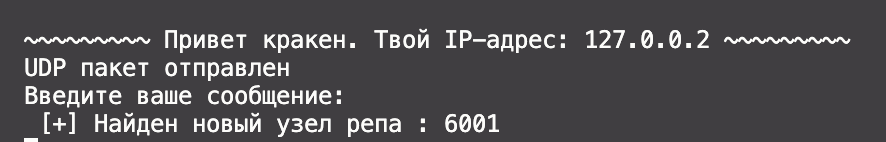 ~~~~~~~~~ Привет кракен. Твой IP-адрес: 127.0.0.2 ~~~~~~~~~
UDP пакет отправлен
Введите ваше сообщение:
[+] Найден новый узел репа : 6001